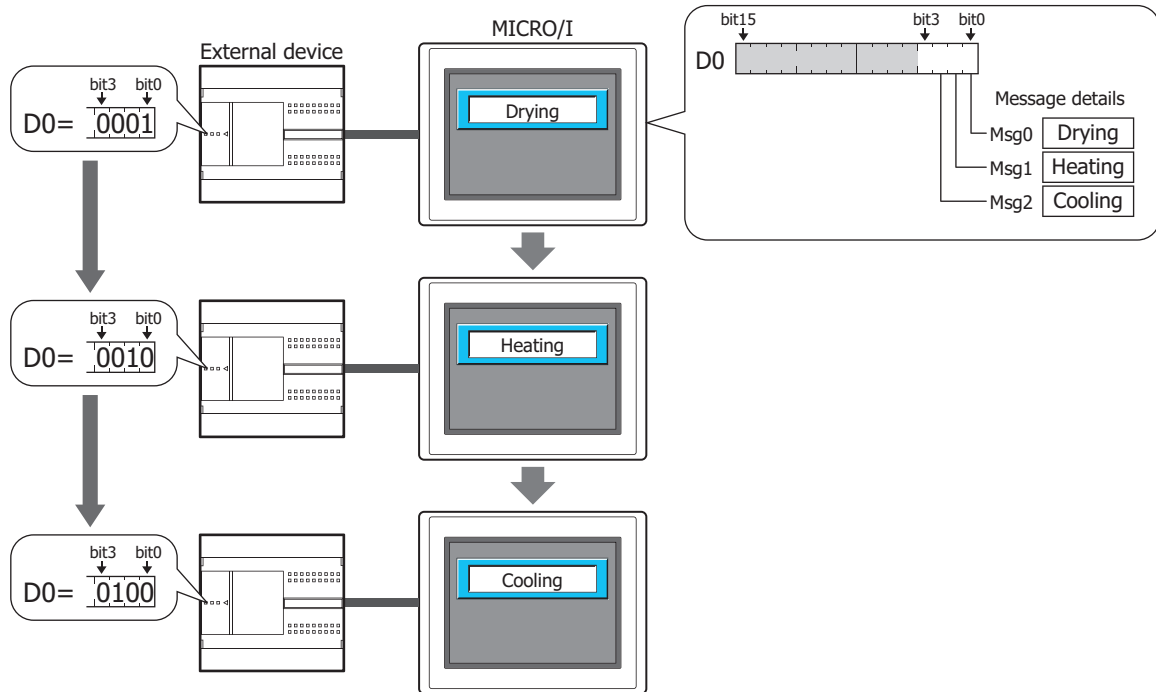 MICRO/I
External device
bit3 bit0
D0= 0001
Drying
bit15 bit3 bit0
D0
Message details
Msg0 Drying
Msg1 Heating
Msg2 Cooling
bit3 bit0
D0= 0010
Heating
bit3 bit0
D0= 0100
Cooling